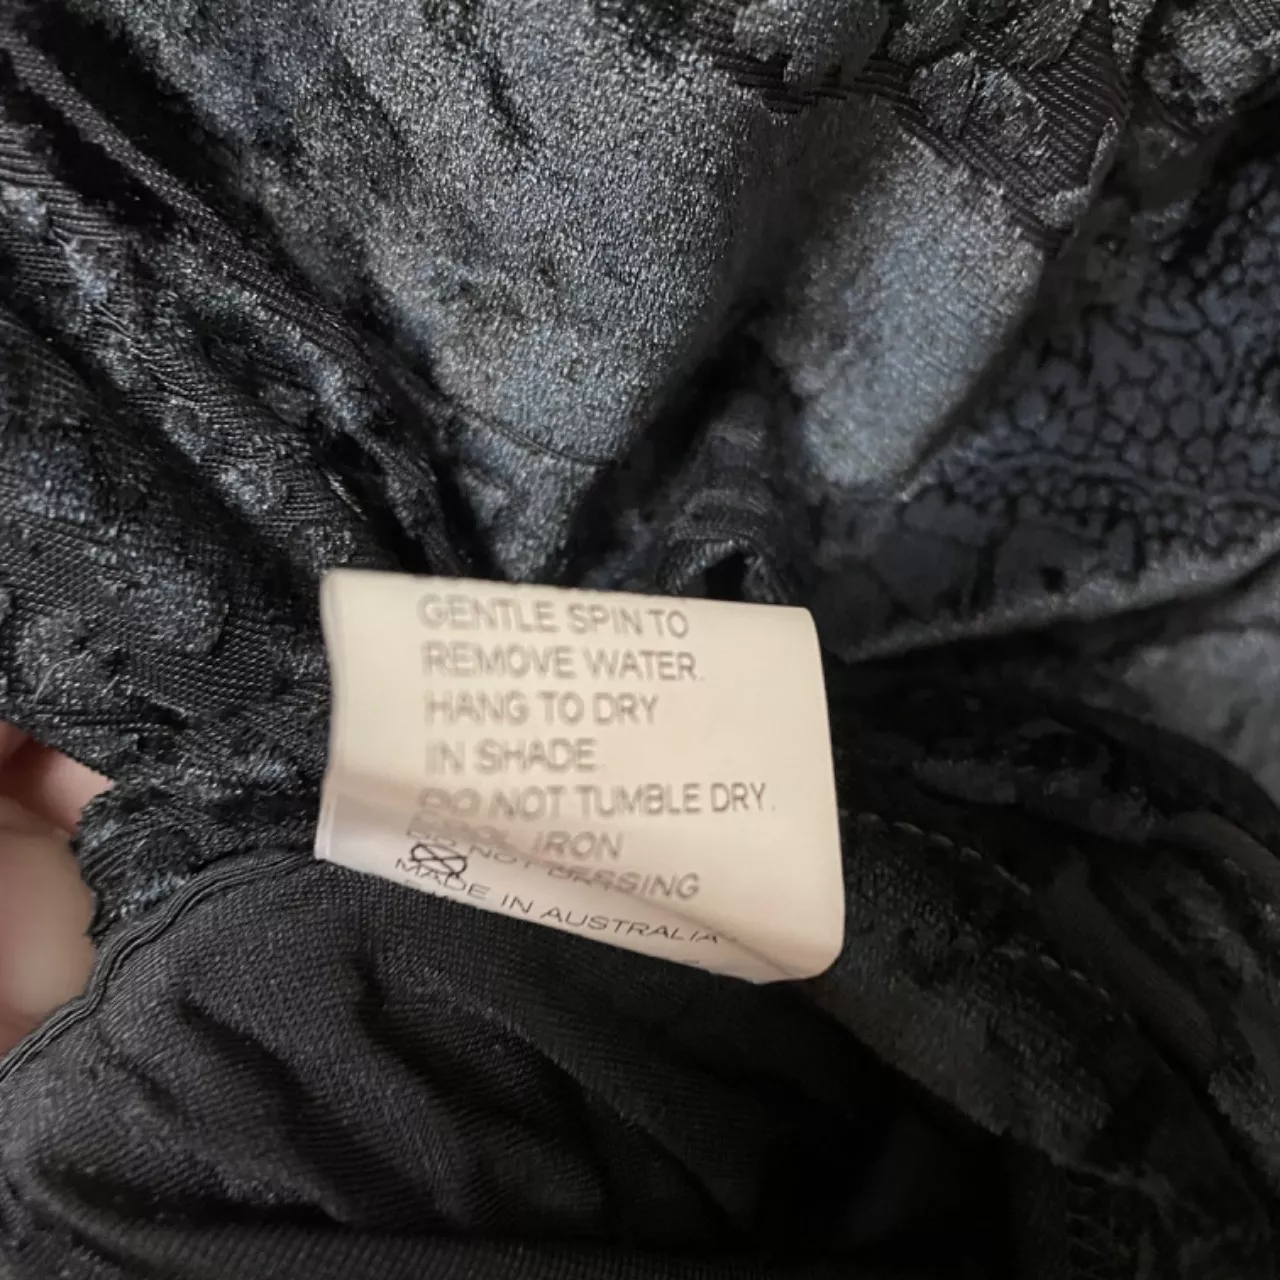 GENTLE SPIN TO
REMOVE WATER.
HANG TO DRY
IN SHADE.
DO NOT TUMBLE DRY.
COOL IRON
MADE IN AUSTRALIA